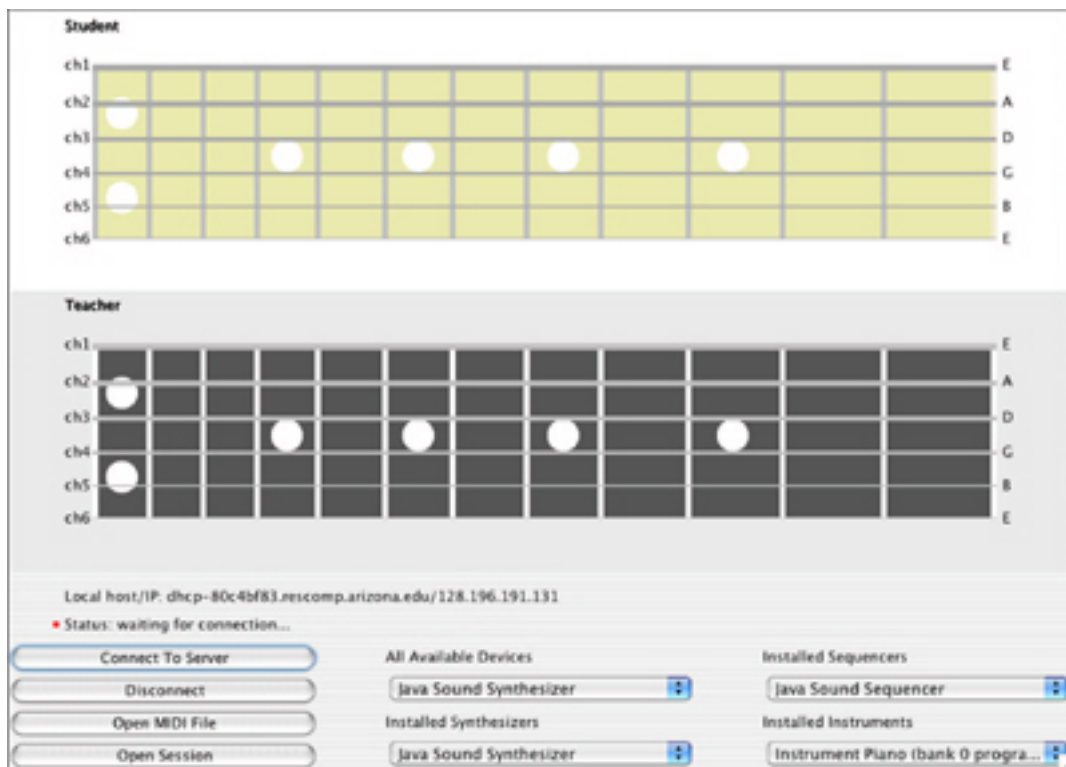 Student
ch1 E
ch2 A
ch3 D
ch4 G
ch5 B
ch6 E
Teacher
ch1 E
ch2 A
ch3 D
ch4 G
ch5 B
ch6 E
Local host/IP: dhcp-80c4bf83.rescomp.arizona.edu/128.196.191.131
Status: waiting for connection...
Connect To Server All Available Devices Installed Sequencers
Disconnect Java Sound Synthesizer Java Sound Sequencer
Open MIDI File Installed Synthesizers Installed Instruments
Open Session Java Sound Synthesizer Instrument Piano (bank 0 progra...